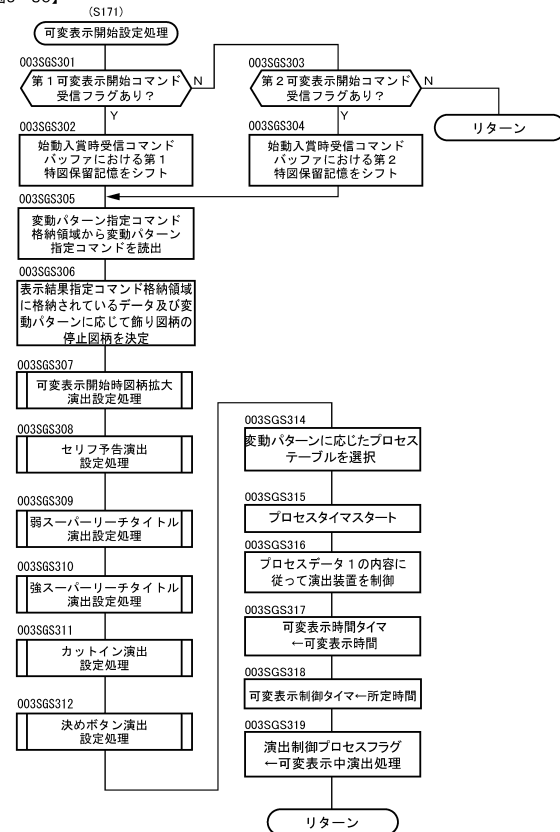 (S171)
可変表示開始設定処理
003SGS301
第１可変表示開始コマンド
受信フラグあり？
N
Y
003SGS303
第２可変表示開始コマンド
受信フラグあり？
N
Y
リターン
003SGS302
始動入賞時受信コマンド
バッファにおける第１
特図保留記憶をシフト
003SGS304
始動入賞時受信コマンド
バッファにおける第２
特図保留記憶をシフト
003SGS305
変動パターン指定コマンド
格納領域から変動パターン
指定コマンドを読出
003SGS306
表示結果指定コマンド格納領域
に格納されているデータ及び変
動パターンに応じて飾り図柄の
停止図柄を決定
003SGS307
可変表示開始時図柄拡大
演出設定処理
003SGS308
セリフ予告演出
設定処理
003SGS309
弱スーパーリーチタイトル
演出設定処理
003SGS310
強スーパーリーチタイトル
演出設定処理
003SGS311
カットイン演出
設定処理
003SGS312
決めボタン演出
設定処理
003SGS314
変動パターンに応じたプロセス
テーブルを選択
003SGS315
プロセスタイマスタート
003SGS316
プロセスデータ１の内容に
従って演出装置を制御
003SGS317
可変表示時間タイマ
←可変表示時間
003SGS318
可変表示制御タイマ←所定時間
003SGS319
演出制御プロセスフラグ
←可変表示中演出処理
リターン